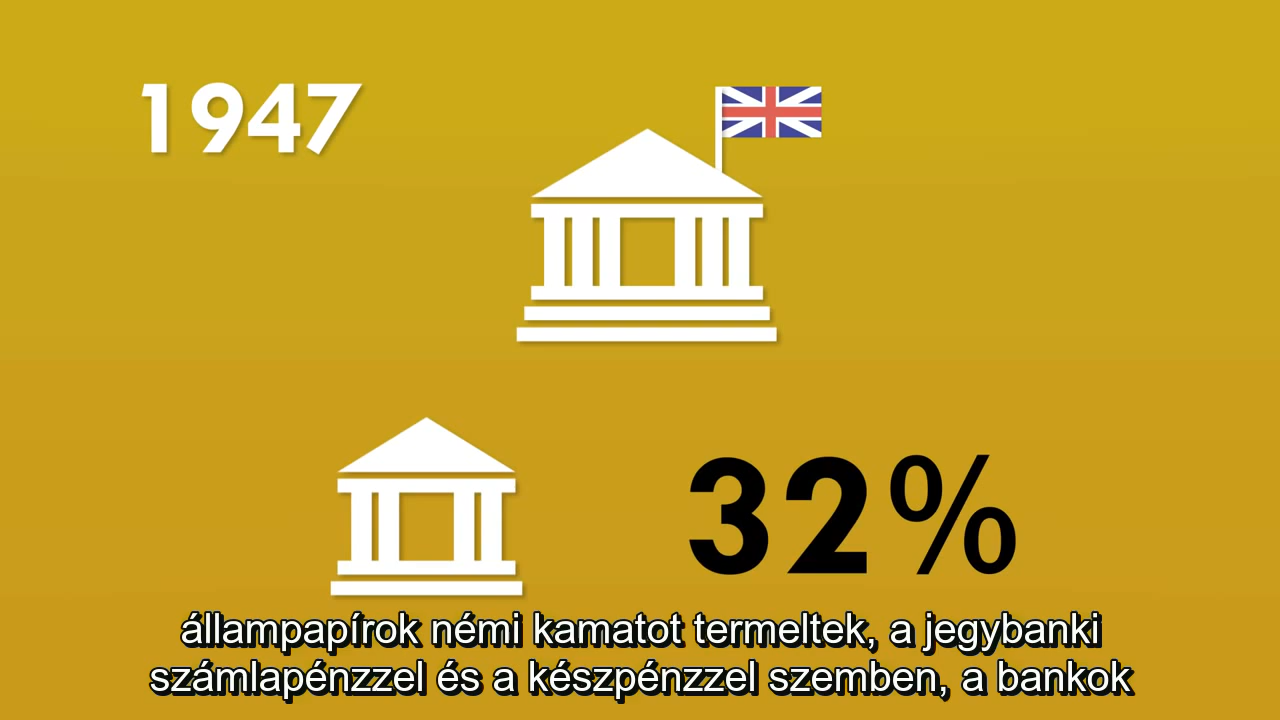 1947
32%
állampapírok némi kamatot termeltek, a jegybanki
számlapénzzel és a készpénzzel szemben, a bankok